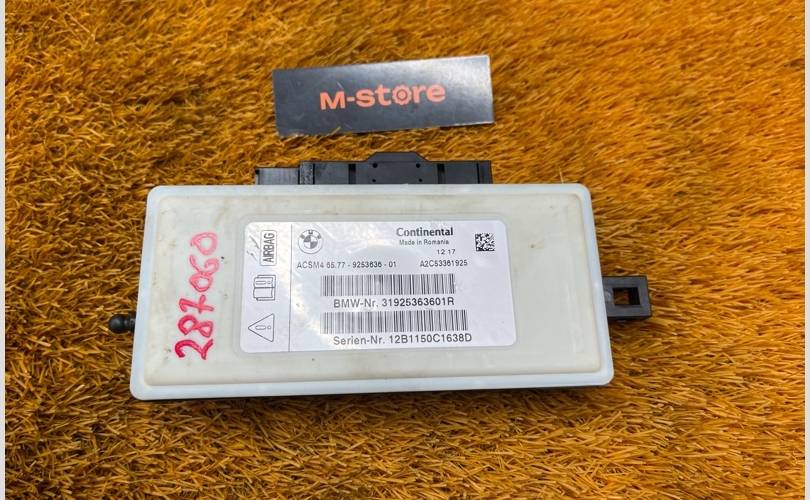 M-store
287060
AIRBAG
Continental
Made in Romania
12 17
ACSM4 65.77 - 9253636 - 01
A2C53361925
BMW-Nr. 31925363601R
Serien-Nr. 12B1150C1638D